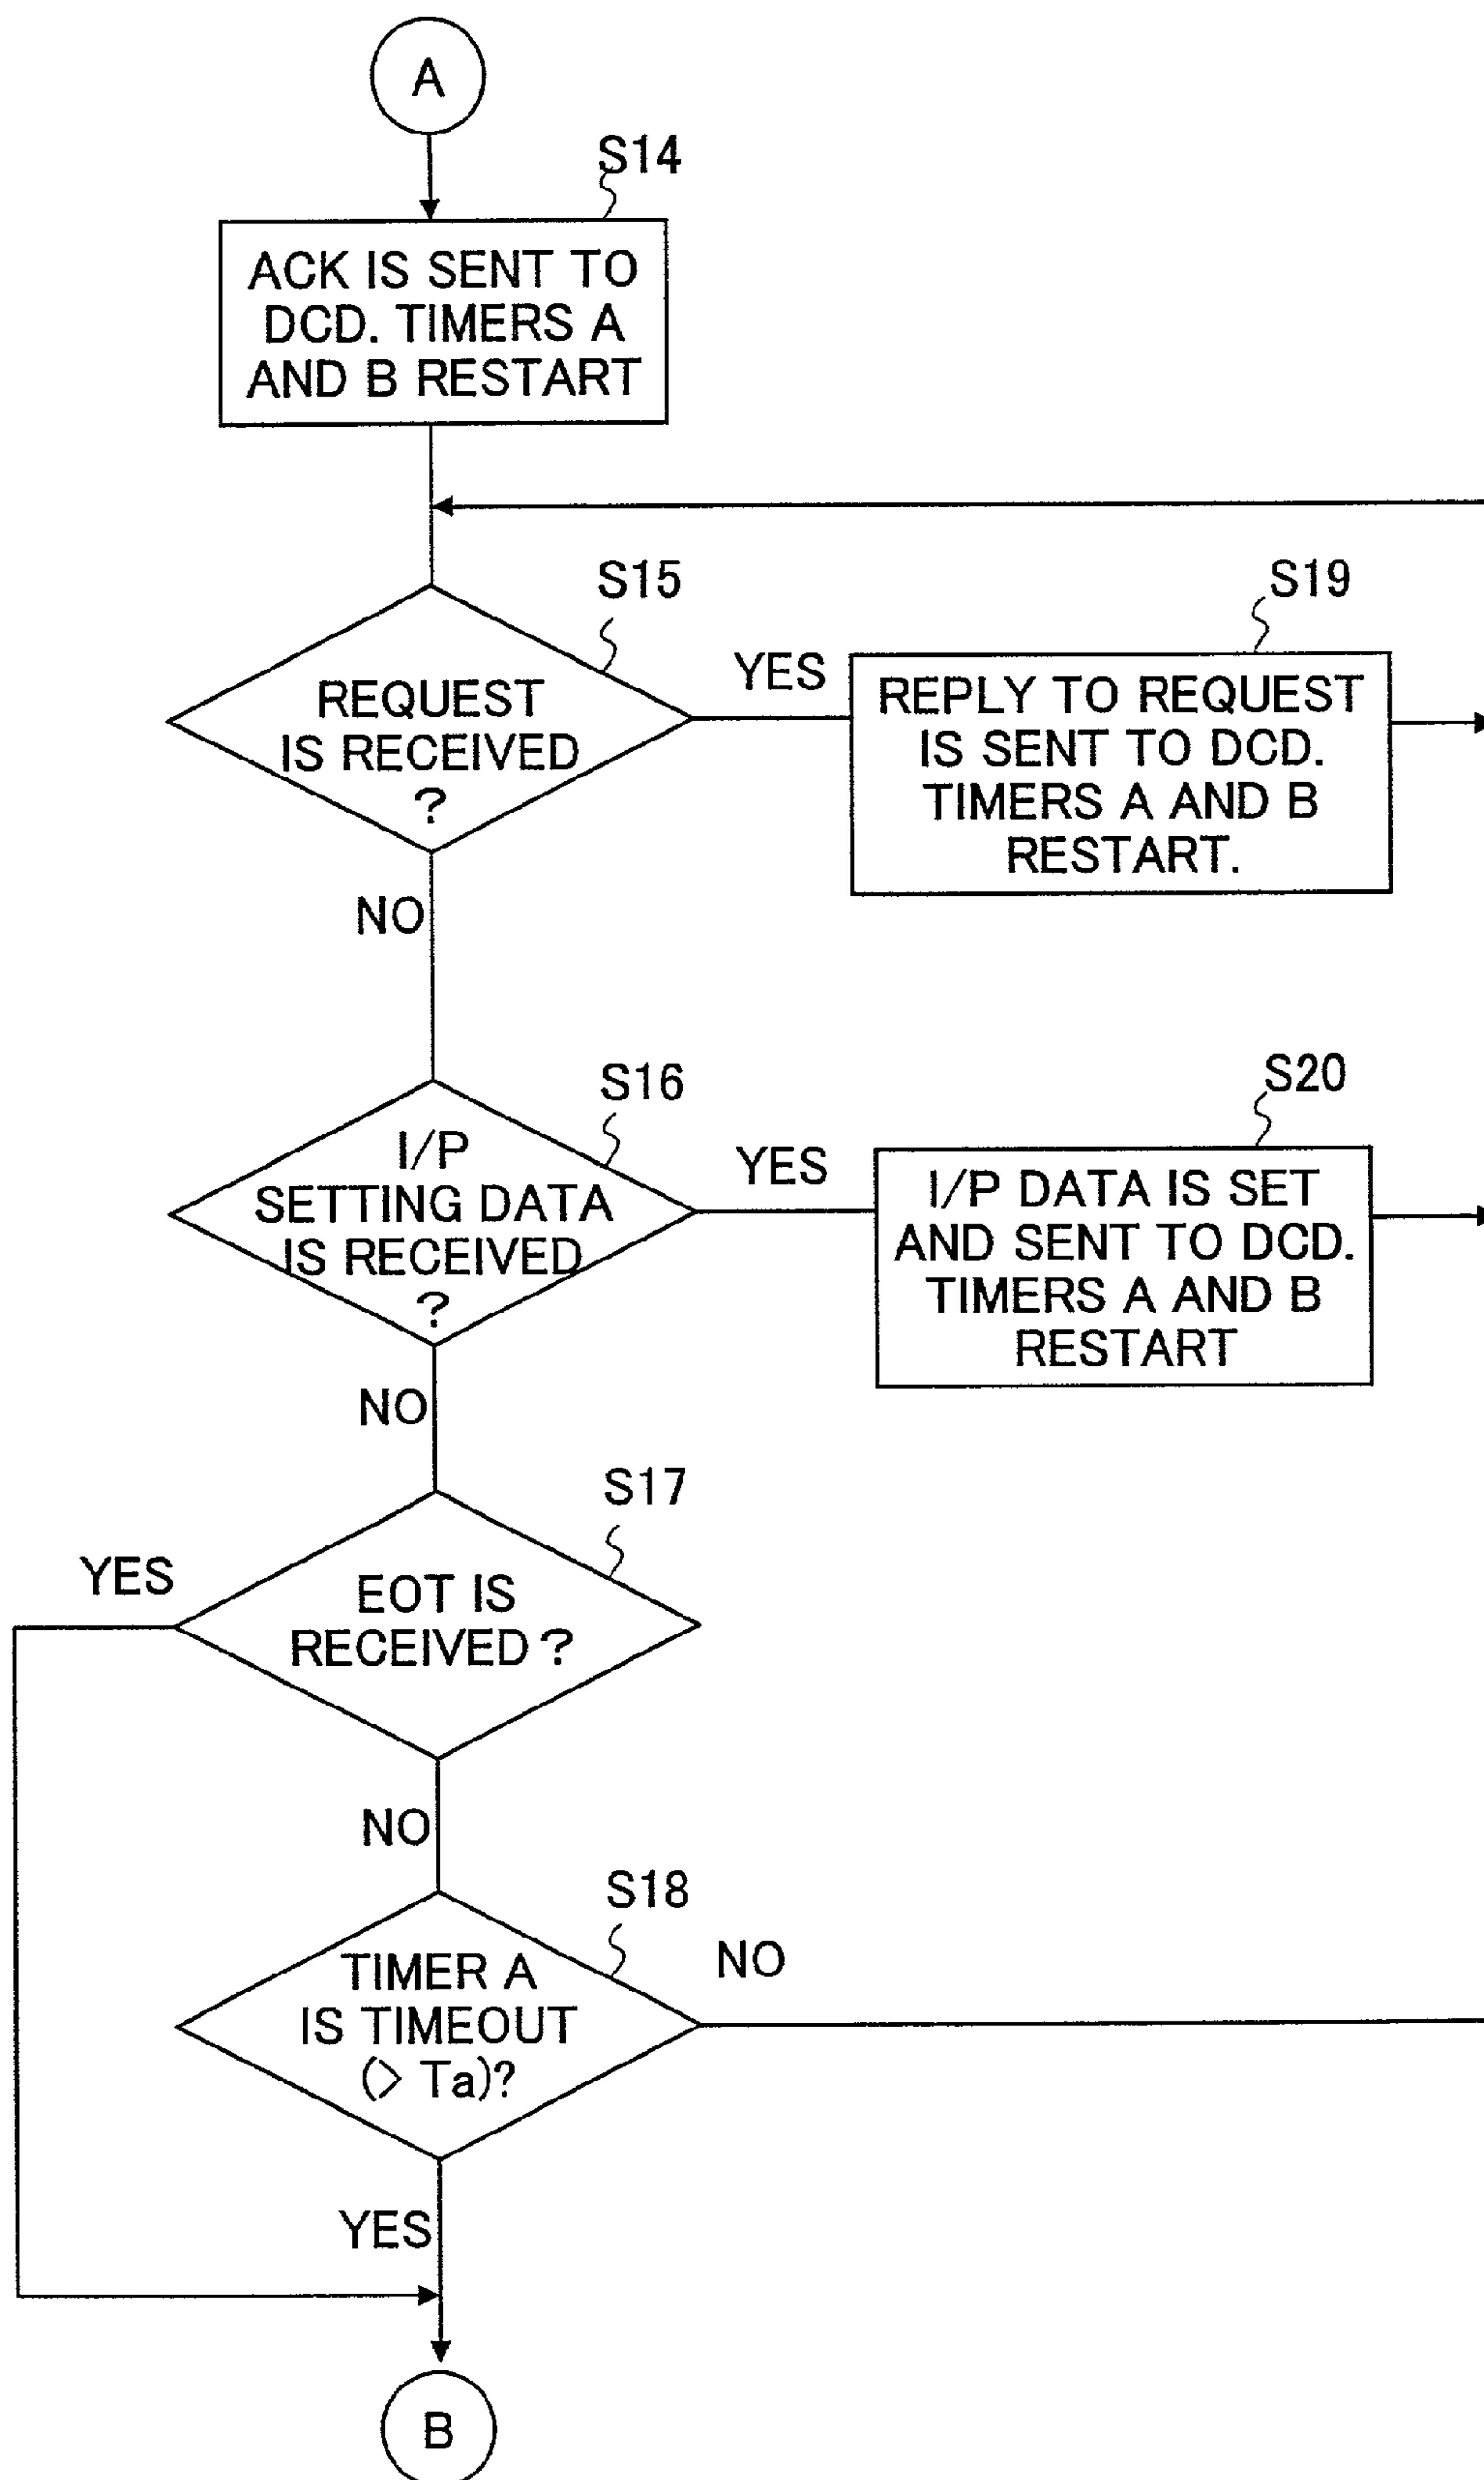 A
S14
ACK IS SENT TO
DCD. TIMERS A
AND B RESTART
S15
REQUEST
IS RECEIVED
?
YES
S19
REPLY TO REQUEST
IS SENT TO DCD.
TIMERS A AND B
RESTART.
NO
S16
I/P
SETTING DATA
IS RECEIVED
?
YES
S20
I/P DATA IS SET
AND SENT TO DCD.
TIMERS A AND B
RESTART
NO
S17
EOT IS
RECEIVED?
YES
NO
S18
TIMER A
IS TIMEOUT
(> Ta)?
NO
YES
B